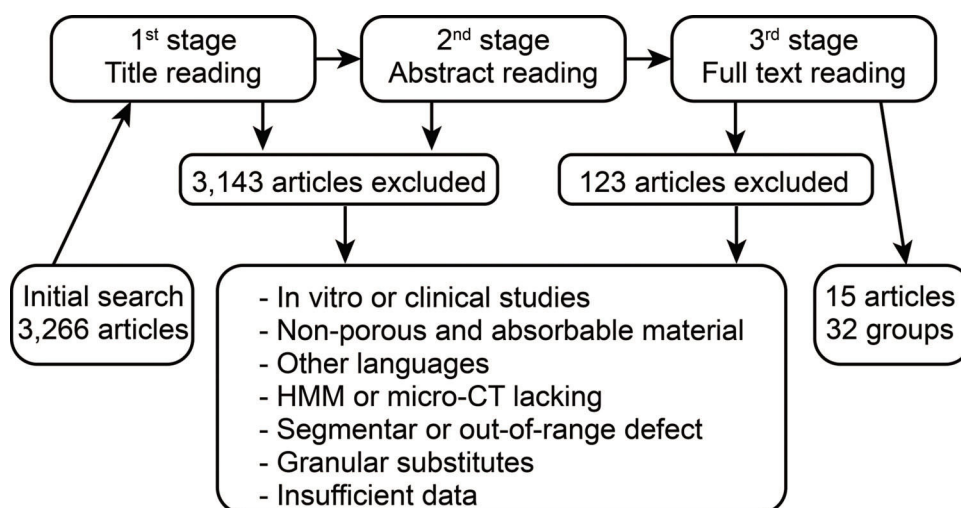 1st stage
Title reading
2nd stage
Abstract reading
3rd stage
Full text reading
3,143 articles excluded
123 articles excluded
Initial search
3,266 articles
- In vitro or clinical studies
- Non-porous and absorbable material
- Other languages
- HMM or micro-CT lacking
- Segmentar or out-of-range defect
- Granular substitutes
- Insufficient data
15 articles
32 groups